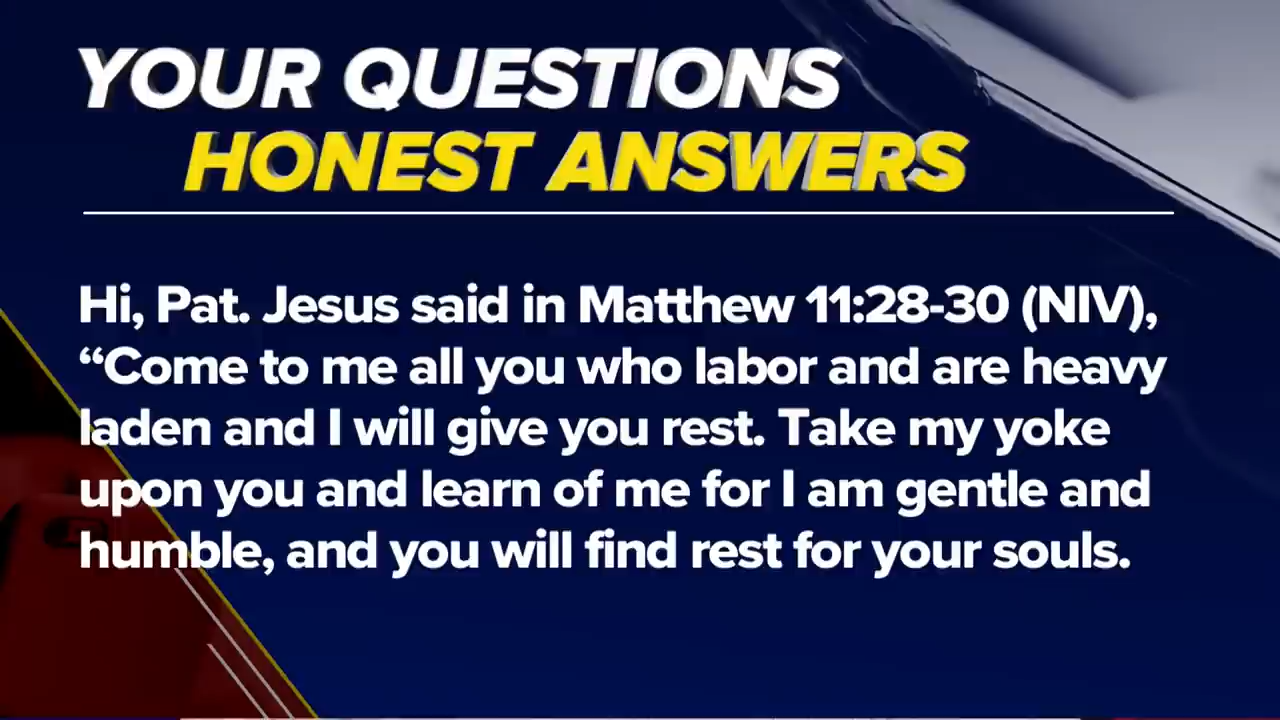 YOUR QUESTIONS
HONEST ANSWERS
Hi, Pat. Jesus said in Matthew 11:28-30 (NIV),
“Come to me all you who labor and are heavy
laden and I will give you rest. Take my yoke
upon you and learn of me for I am gentle and
humble, and you will find rest for your souls.